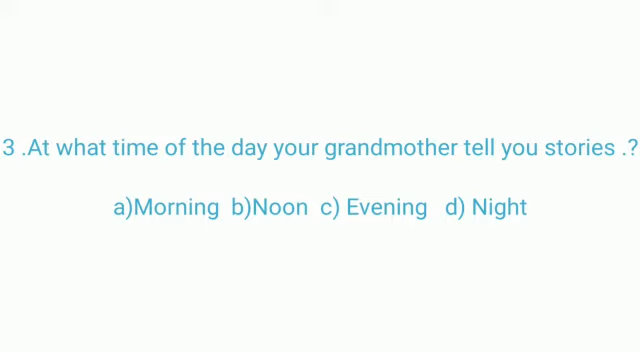 3 .At what time of the day your grandmother tell you stories .?
a)Morning b)Noon c) Evening d) Night